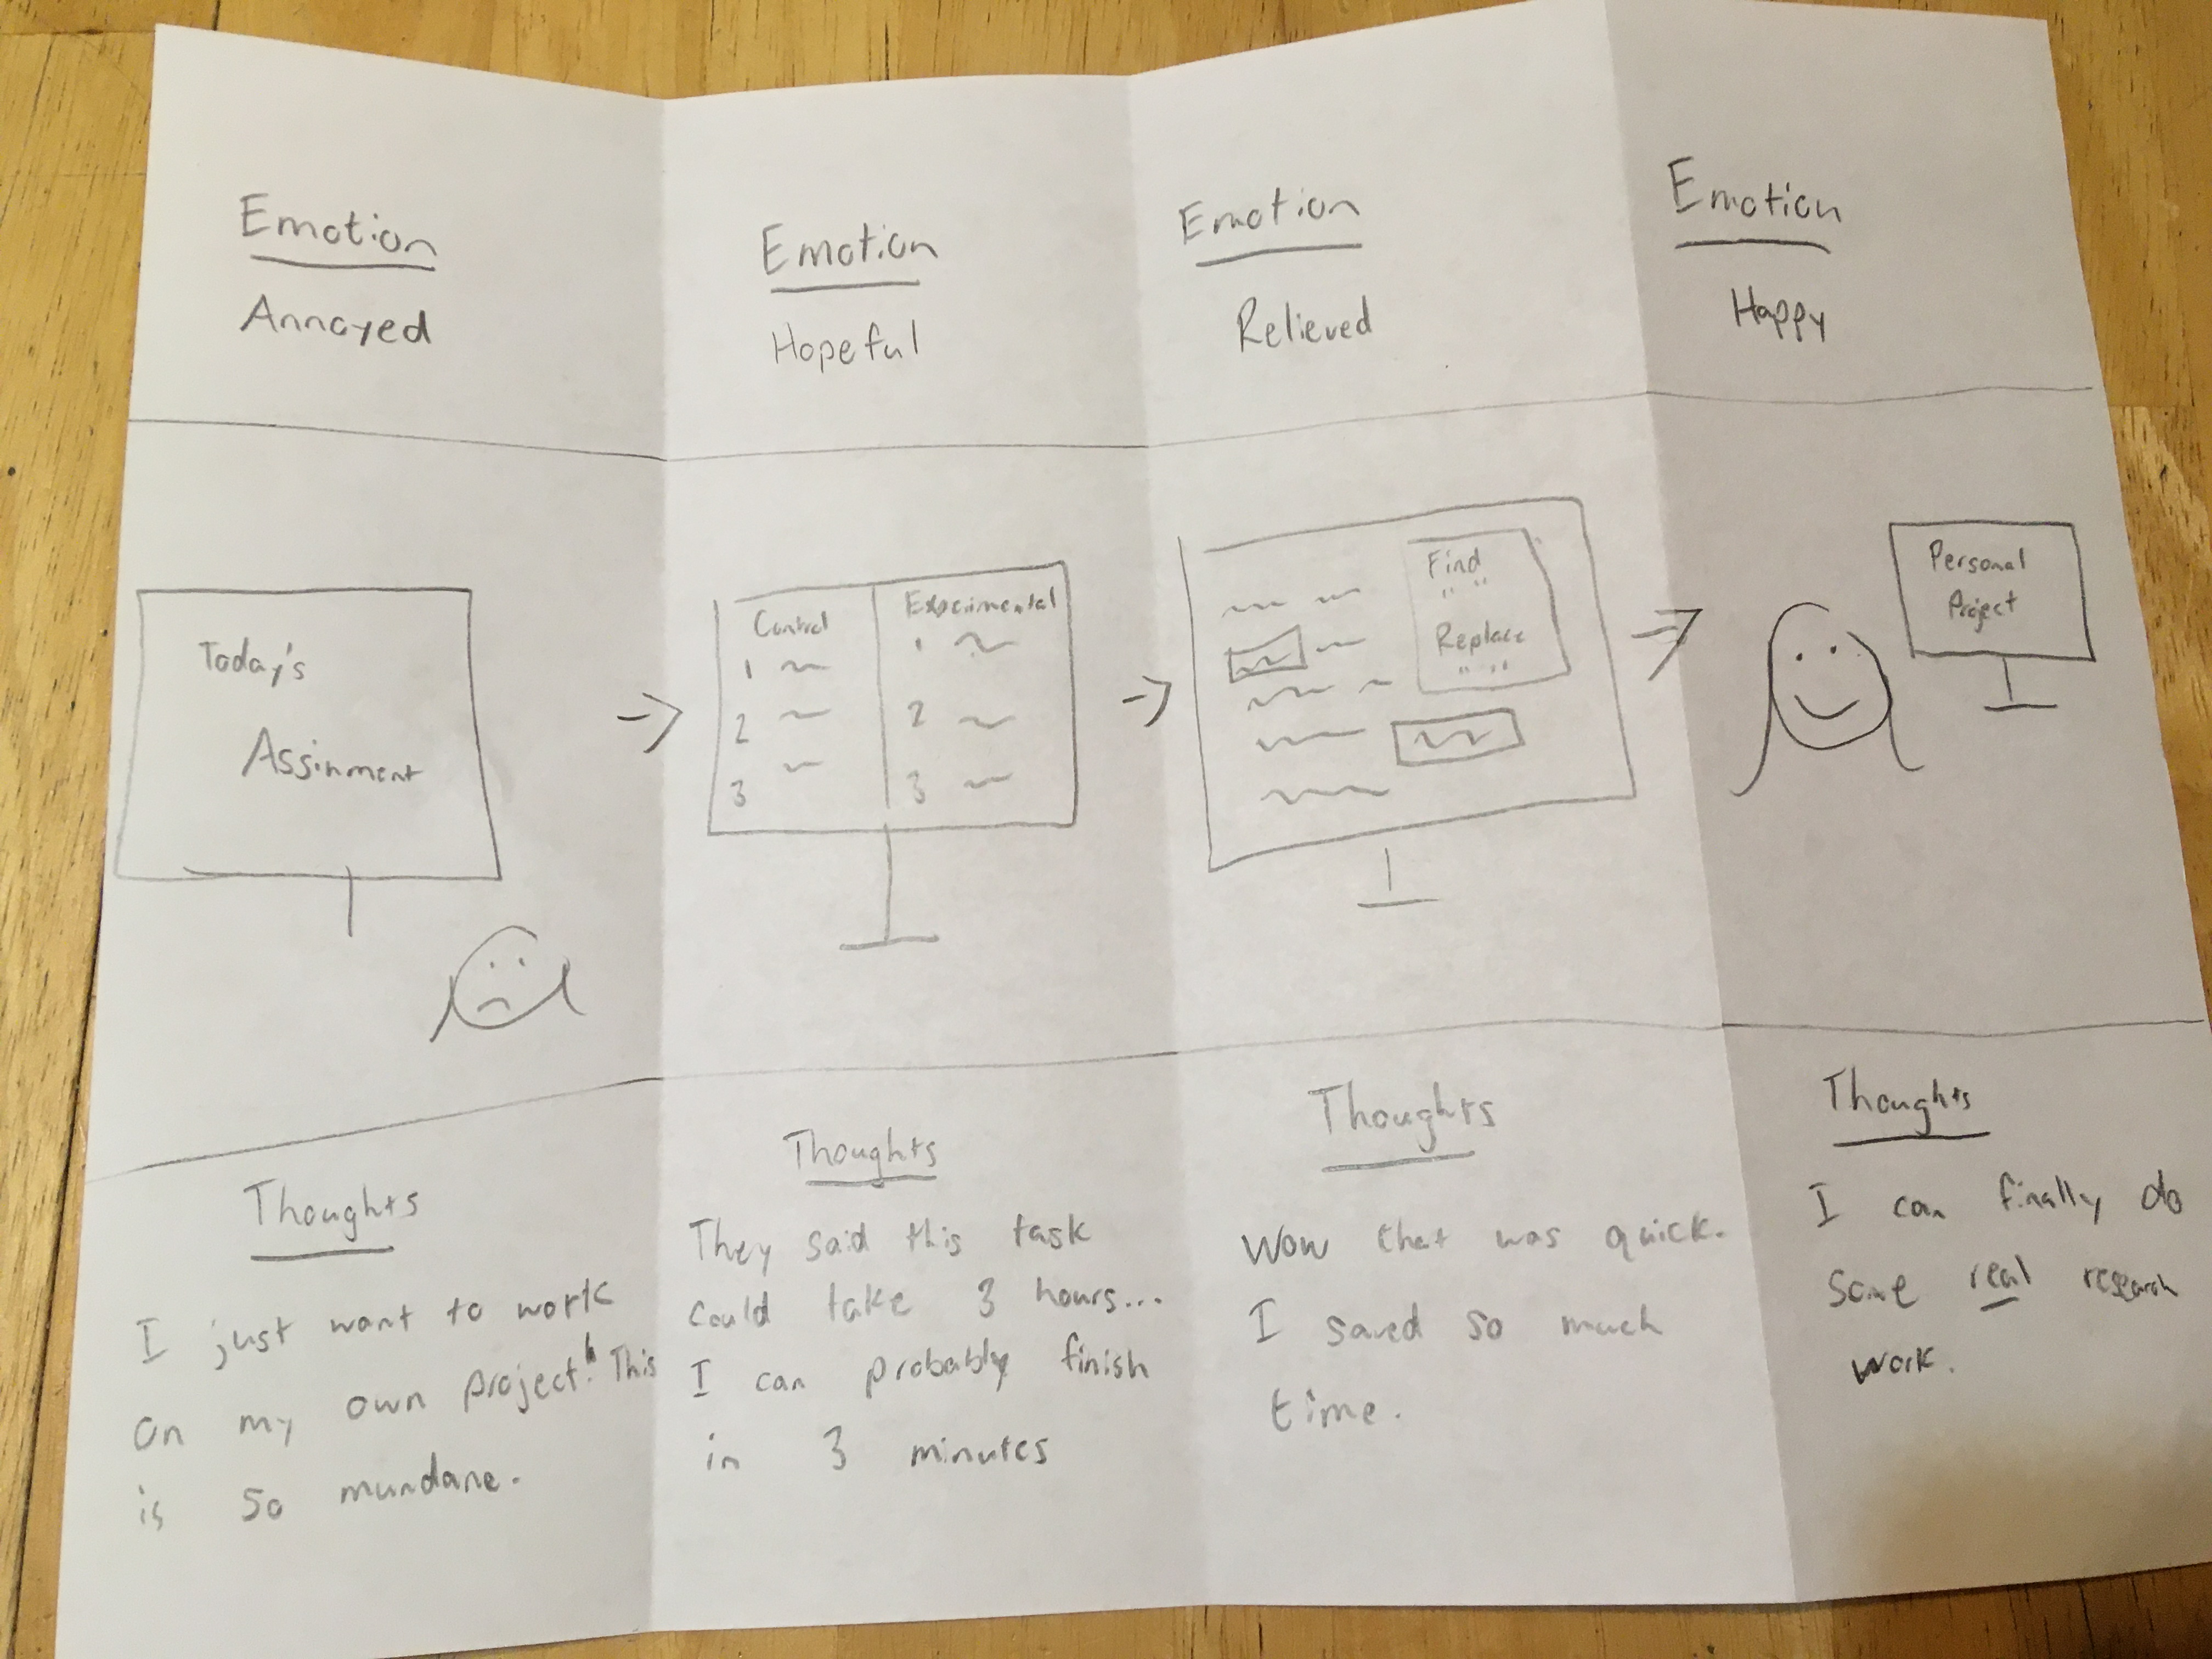 Emotion
Annoyed
Today's
Assinment
Thoughts
I just want to work
on my own project! This
is so mundane.
Emotion
Hopeful
Control
1
2
3
Experimental
1
2
3
Thoughts
They said this task
could take 3 hours...
I can probably finish
in 3 minutes
Emotion
Relieved
Find
" "
Replace
" "
Thoughts
Wow that was quick.
I saved so much
time.
Emotion
Happy
Personal
Project
Thoughts
I can finally do
some real research
work.